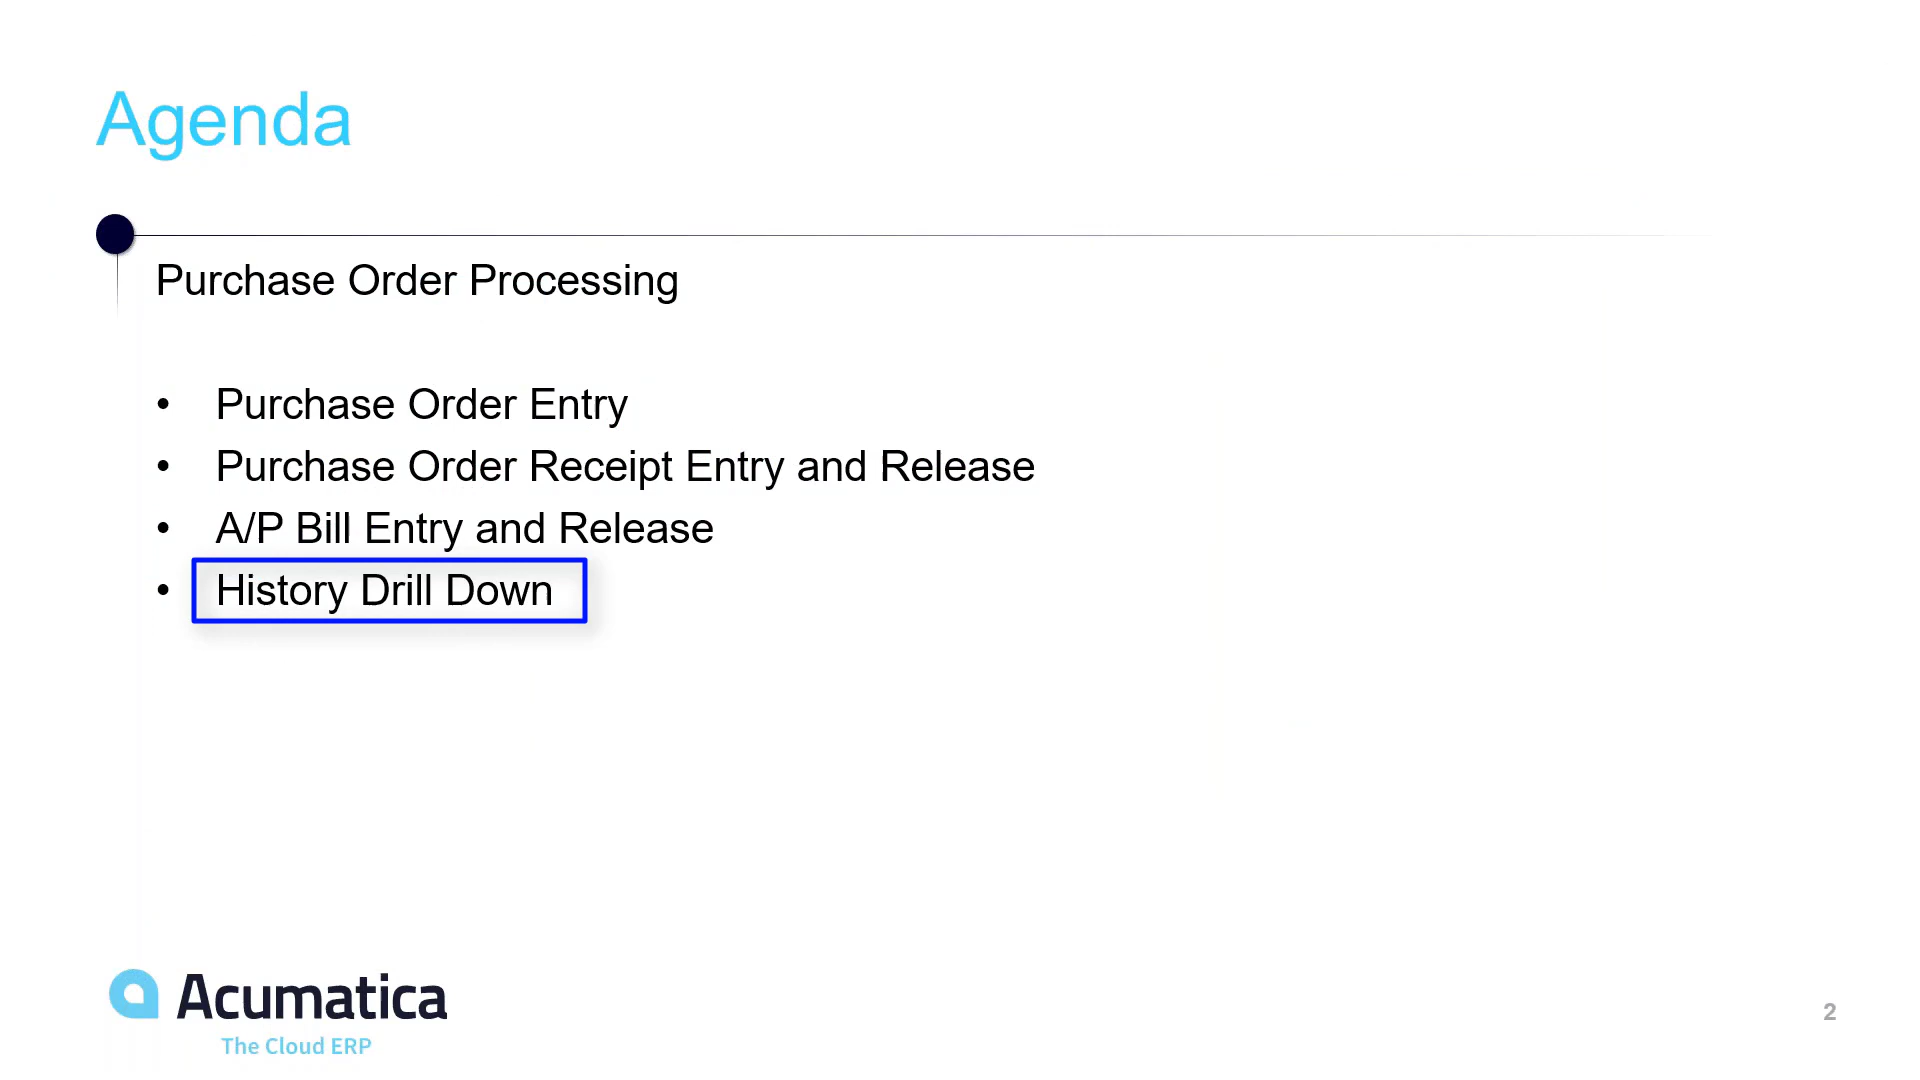 Agenda
Purchase Order Processing
• Purchase Order Entry
• Purchase Order Receipt Entry and Release
• A/P Bill Entry and Release
• History Drill Down
Acumatica
The Cloud ERP
2